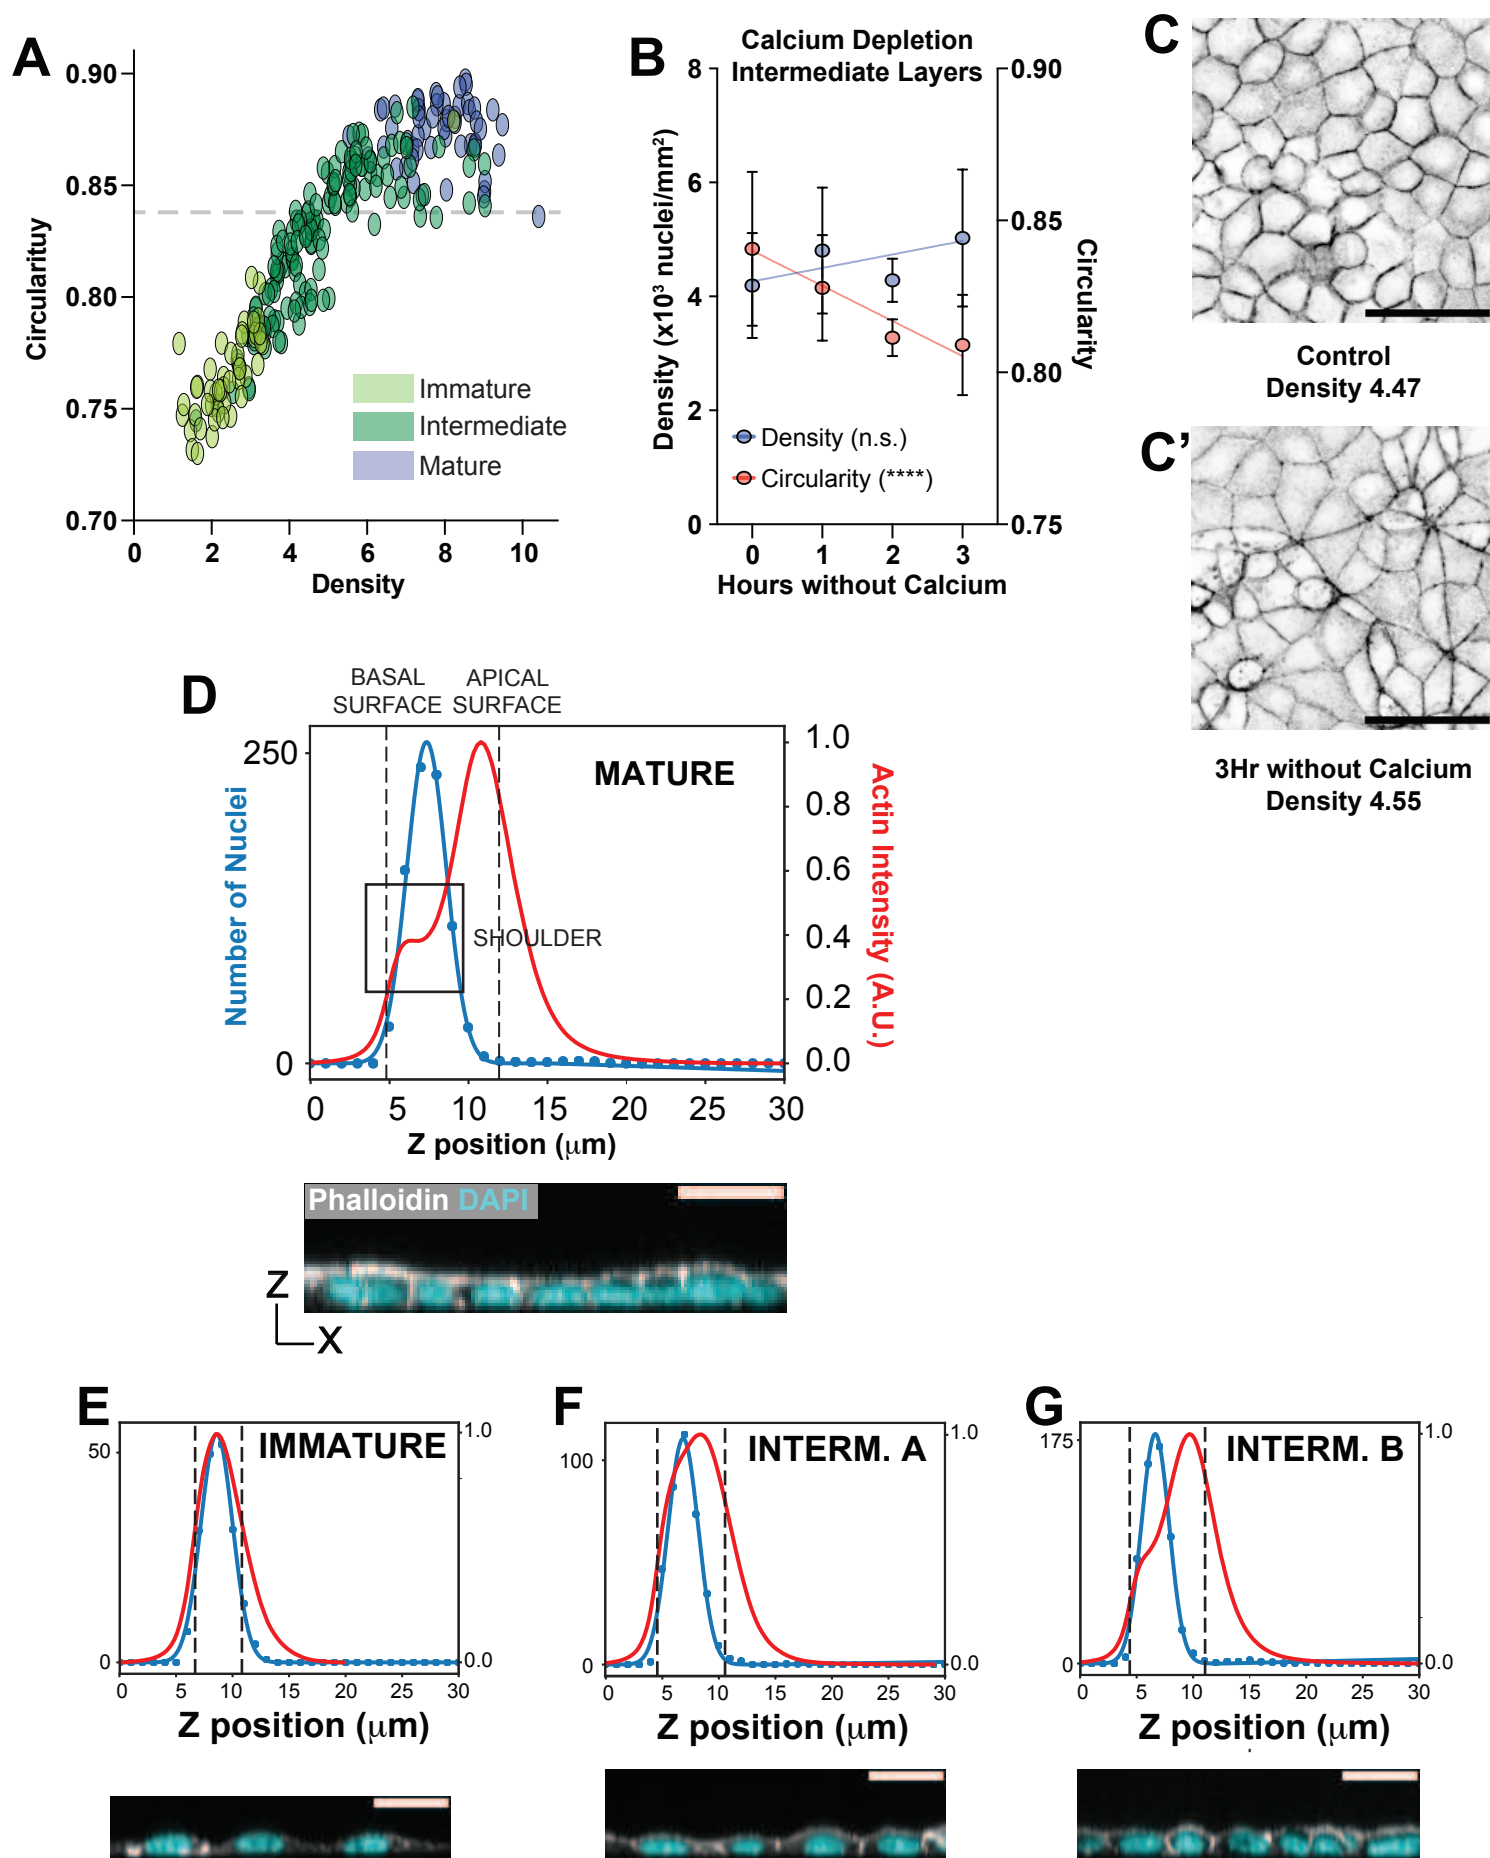 A
0.90
0.85
0.80
0.75
0.70
Circularituy
0 2 4 6 8 10
Density
Immature
Intermediate
Mature
B
Calcium Depletion
Intermediate Layers
8
6
4
2
0
Density (x10³ nuclei/mm²)
0.90
0.85
0.80
0.75
Circularity
Density (n.s.)
Circularity (****)
0 1 2 3
Hours without Calcium
C
Control
Density 4.47
C’
3Hr without Calcium
Density 4.55
D
BASAL
SURFACE
APICAL
SURFACE
MATURE
250
0
Number of Nuclei
1.0
0.8
0.6
0.4
0.2
0.0
Actin Intensity (A.U.)
SHOULDER
0 5 10 15 20 25 30
Z position (μm)
Phalloidin DAPI
Z
X
E
IMMATURE
50
0
1.0
0.0
0 5 10 15 20 25 30
Z position (μm)
F
INTERM. A
100
0
1.0
0.0
0 5 10 15 20 25 30
Z position (μm)
G
INTERM. B
175
0
1.0
0.0
0 5 10 15 20 25 30
Z position (μm)